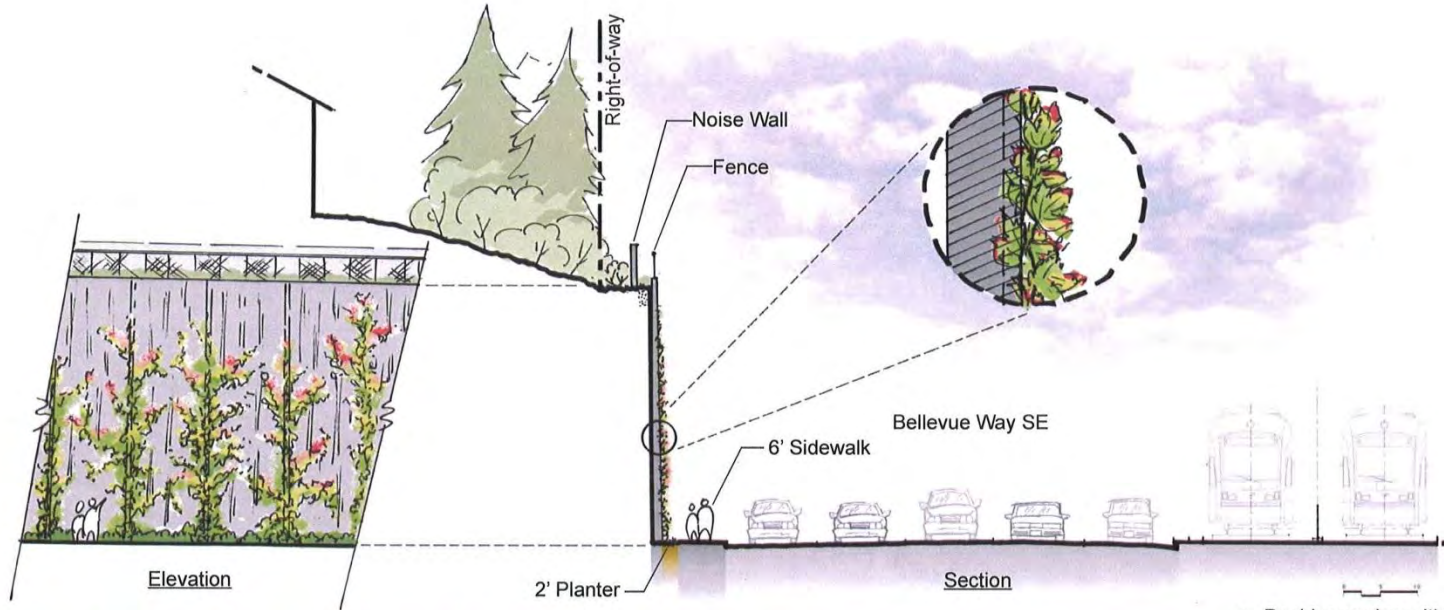 Right-of-way
Noise Wall
Fence
Bellevue Way SE
6' Sidewalk
2' Planter
Elevation
Section